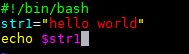 #!/bin/bash
str1="hello world"
echo $str1